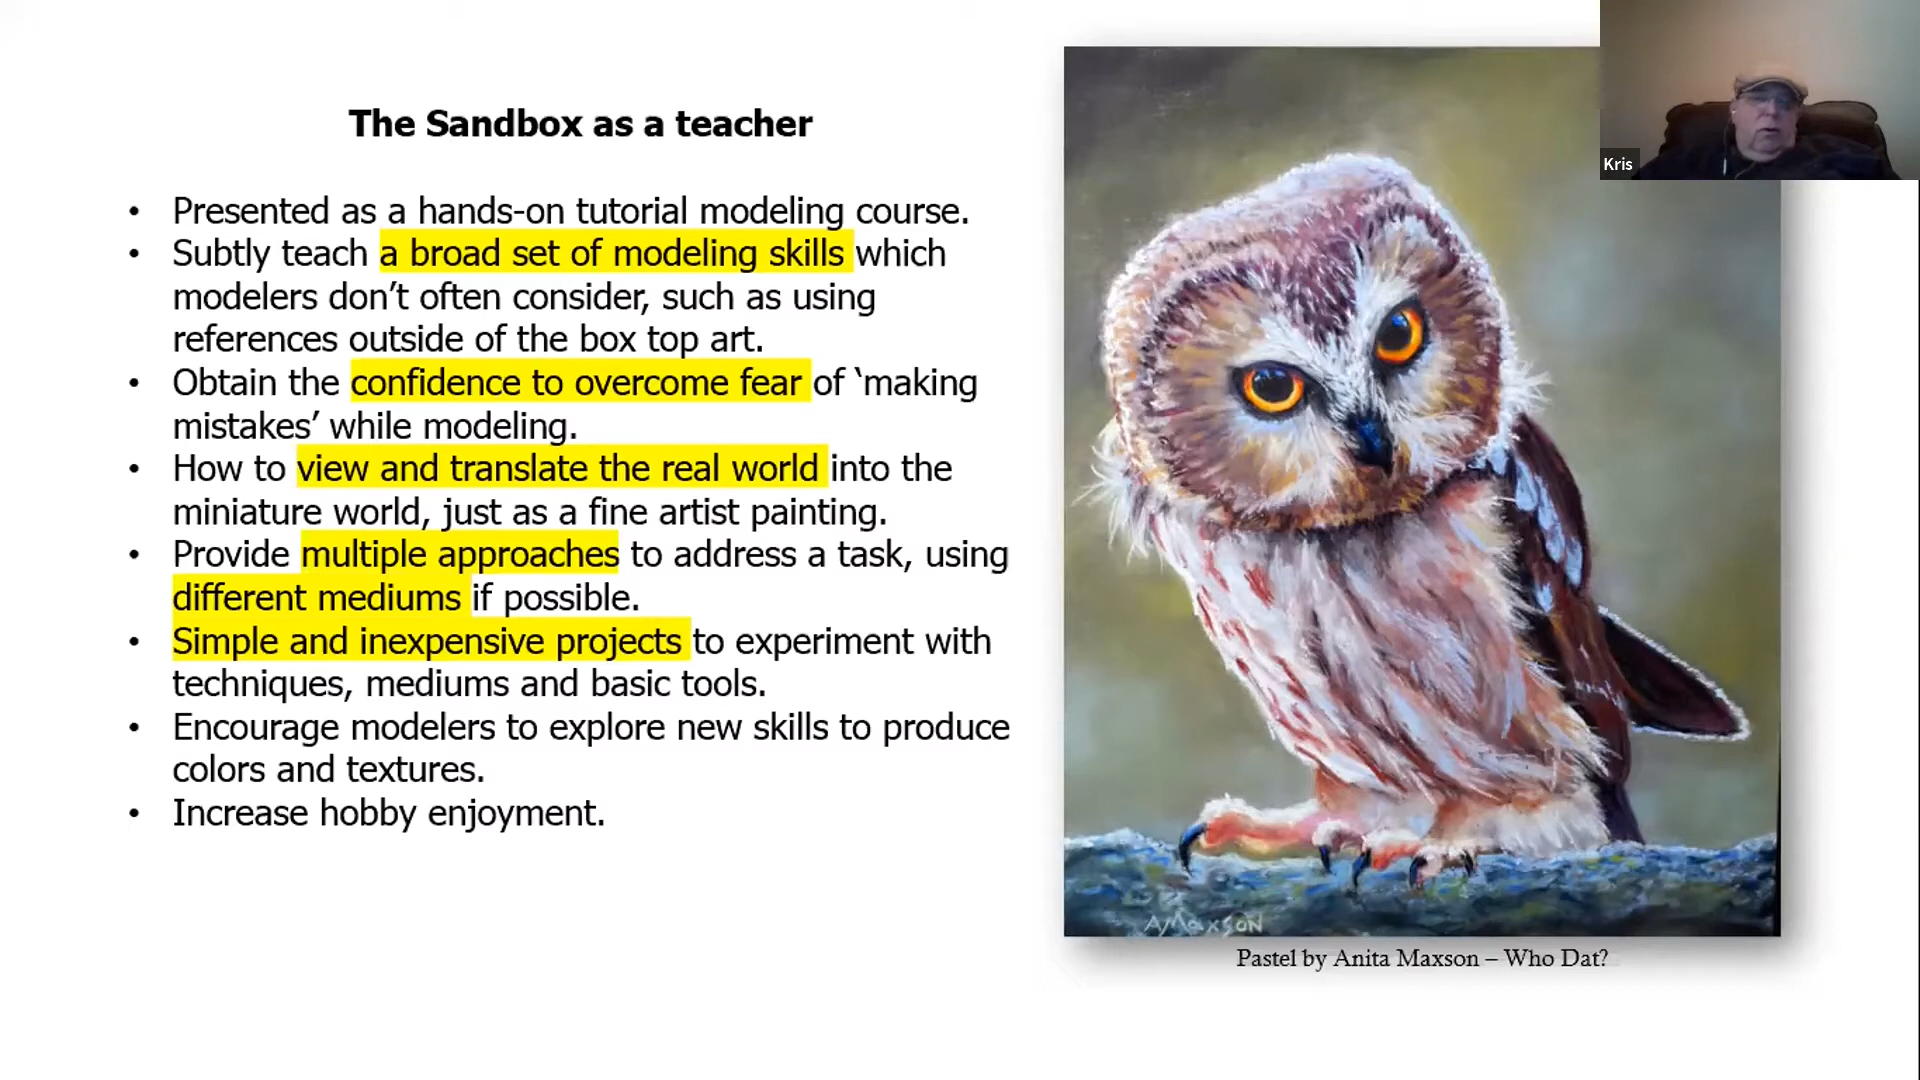 The Sandbox as a teacher
• Presented as a hands-on tutorial modeling course.
• Subtly teach a broad set of modeling skills which
modelers don’t often consider, such as using
references outside of the box top art.
• Obtain the confidence to overcome fear of ‘making
mistakes’ while modeling.
• How to view and translate the real world into the
miniature world, just as a fine artist painting.
• Provide multiple approaches to address a task, using
different mediums if possible.
• Simple and inexpensive projects to experiment with
techniques, mediums and basic tools.
• Encourage modelers to explore new skills to produce
colors and textures.
• Increase hobby enjoyment.
Kris
AMaxson
Pastel by Anita Maxson – Who Dat?